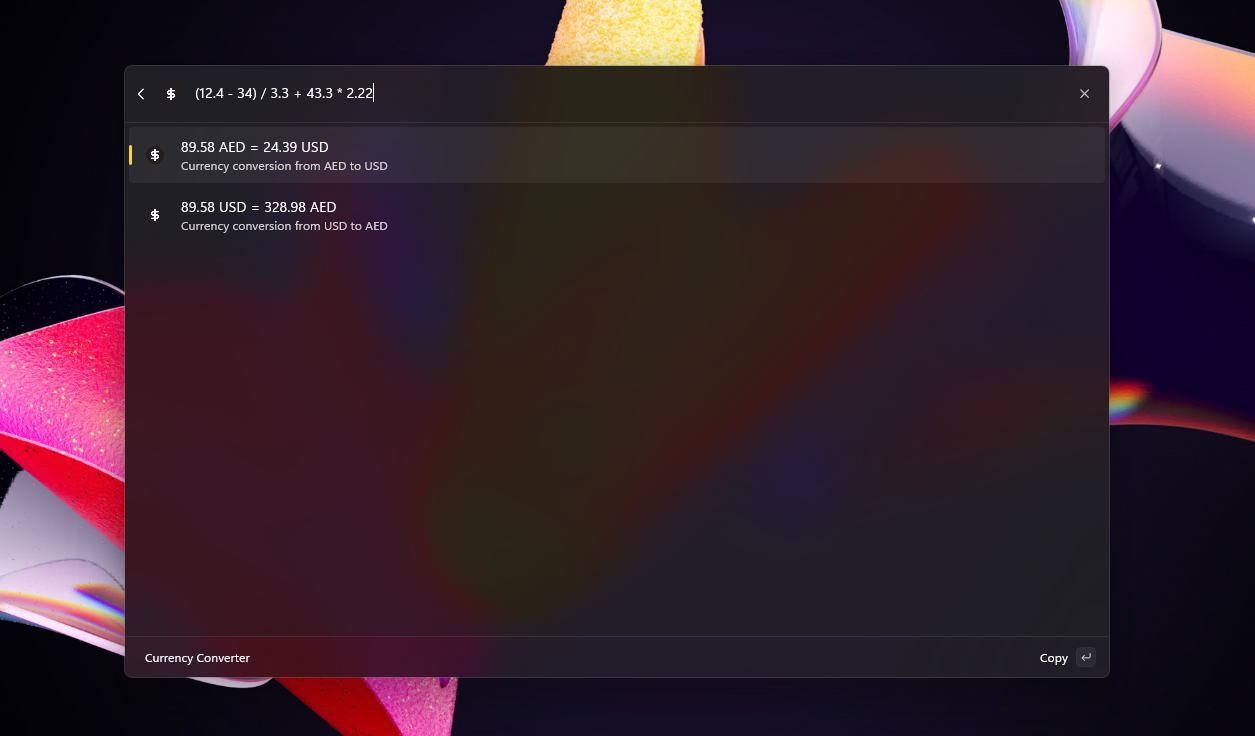 $ (12.4 - 34) / 3.3 + 43.3 * 2.22
$ 89.58 AED = 24.39 USD
Currency conversion from AED to USD
$ 89.58 USD = 328.98 AED
Currency conversion from USD to AED
Currency Converter
Copy